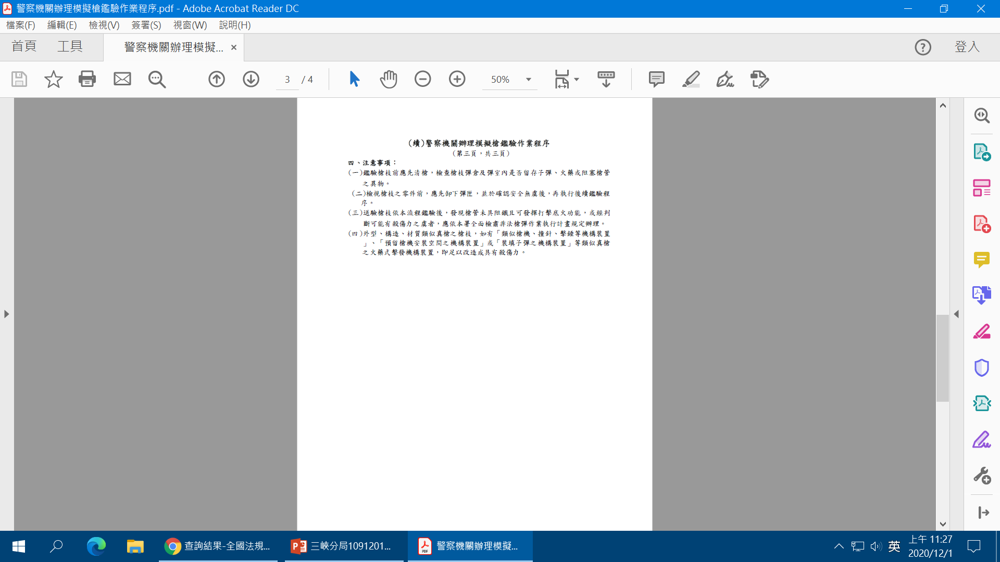 警察機關辦理模擬槍鑑驗作業程序.pdf - Adobe Acrobat Reader DC
檔案(F) 編輯(E) 檢視(V) 簽署(S) 視窗(W) 說明(H)
首頁 工具 警察機關辦理模擬... × 登入
3 / 4 50%
(續)警察機關辦理模擬槍鑑驗作業程序
（第三頁，共三頁）
四、注意事項：
(一)鑑驗槍枝前應先清槍，檢查槍枝彈倉及彈室內是否留存子彈、火藥或阻塞槍管
之異物。
(二)檢視槍枝之零件前，應先卸下彈匣，並於確認安全無虞後，再執行後續鑑驗程
序。
(三)送驗槍枝依本流程鑑驗後，發現槍管未具阻鐵且可發揮打擊底火功能，或經判
斷可能有殺傷力之虞者，應依本署全面檢肅非法槍彈作業執行計畫規定辦理。
(四)外型、構造、材質類似真槍之槍枝，如有「類似槍機、撞針、擊錘等機構裝置
」、「預留槍機安裝空間之機構裝置」或「裝填子彈之機構裝置」等類似真槍
之火藥式擊發機構裝置，即足以改造成具有殺傷力。
查詢結果-全國法規... 三峽分局1091201... 警察機關辦理模擬... 英 上午 11:27
2020/12/1